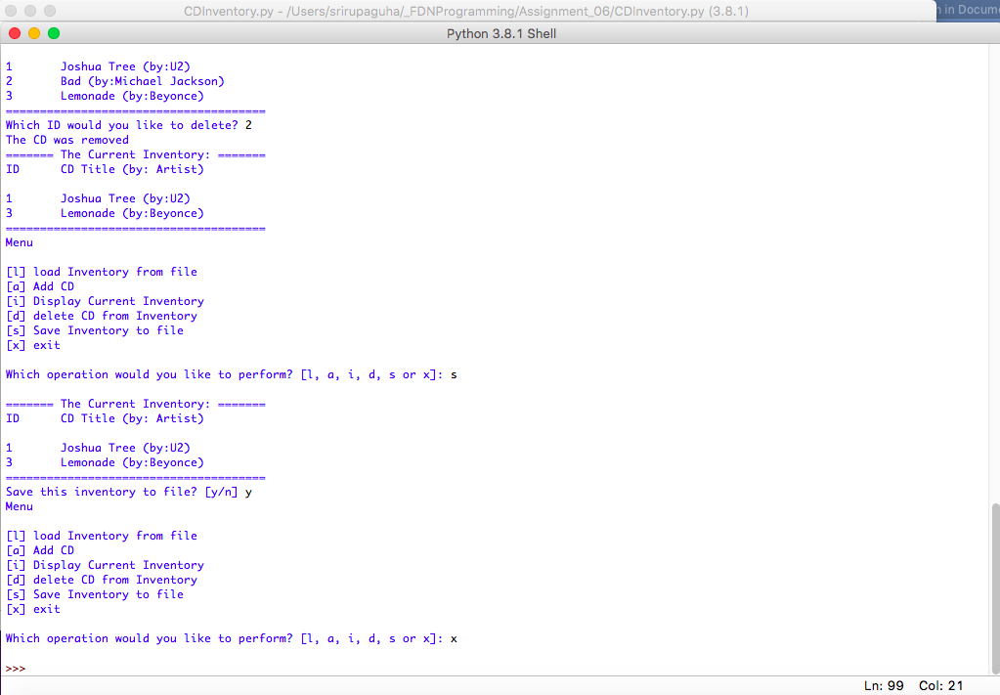 CDInventory.py - /Users/srirupaguha/_FDNProgramming/Assignment_06/CDInventory.py (3.8.1)
in Docum
Python 3.8.1 Shell
1 Joshua Tree (by:U2)
2 Bad (by:Michael Jackson)
3 Lemonade (by:Beyonce)
======================================
Which ID would you like to delete? 2
The CD was removed
======= The Current Inventory: =======
ID CD Title (by: Artist)
1 Joshua Tree (by:U2)
3 Lemonade (by:Beyonce)
======================================
Menu
[l] load Inventory from file
[a] Add CD
[i] Display Current Inventory
[d] delete CD from Inventory
[s] Save Inventory to file
[x] exit
Which operation would you like to perform? [l, a, i, d, s or x]: s
======= The Current Inventory: =======
ID CD Title (by: Artist)
1 Joshua Tree (by:U2)
3 Lemonade (by:Beyonce)
======================================
Save this inventory to file? [y/n] y
Menu
[l] load Inventory from file
[a] Add CD
[i] Display Current Inventory
[d] delete CD from Inventory
[s] Save Inventory to file
[x] exit
Which operation would you like to perform? [l, a, i, d, s or x]: x
>>>
Ln: 99 Col: 21